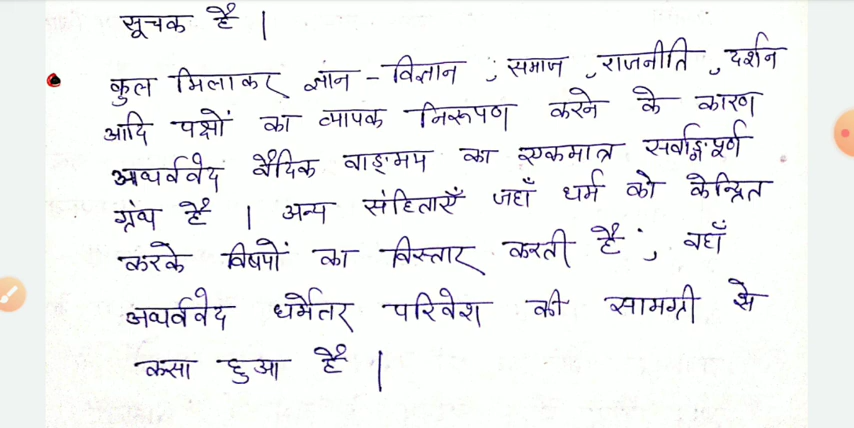 सूचक है |
कुल मिलाकर ज्ञान - विज्ञान , समाज , राजनीति , दर्शन
आदि पक्षों का व्यापक निरूपण करने के कारण
अथर्ववेद वैदिक वाङ्मय का एकमात्र सर्वाङ्गपूर्ण
ग्रंथ है | अन्य संहिताएँ जहाँ धर्म को केन्द्रित
करके विषयों का विस्तार करती है ; वहाँ
अथर्ववेद धर्मेतर परिवेश की सामग्री से
कसा हुआ है |